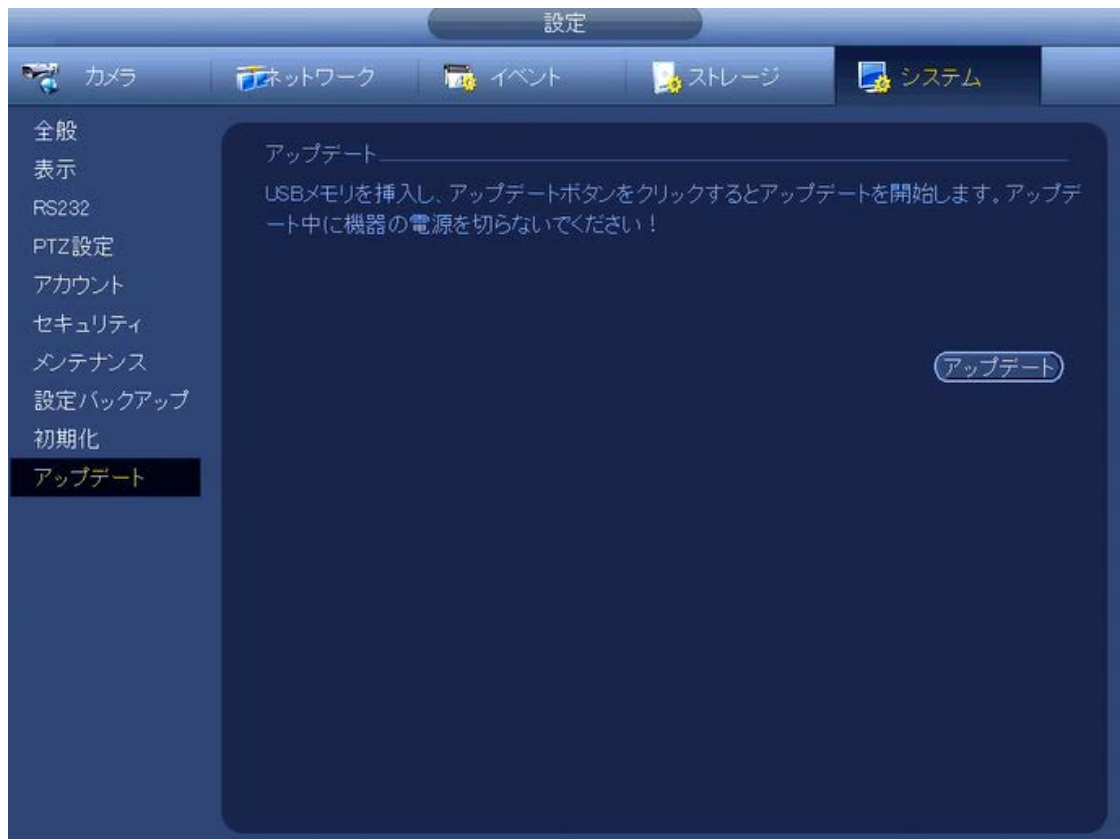 設定
カメラ
ネットワーク
イベント
ストレージ
システム
全般
表示
RS232
PTZ設定
アカウント
セキュリティ
メンテナンス
設定バックアップ
初期化
アップデート
アップデート
USBメモリを挿入し、アップデートボタンをクリックするとアップデートを開始します。アップデ
ート中に機器の電源を切らないでください！
アップデート